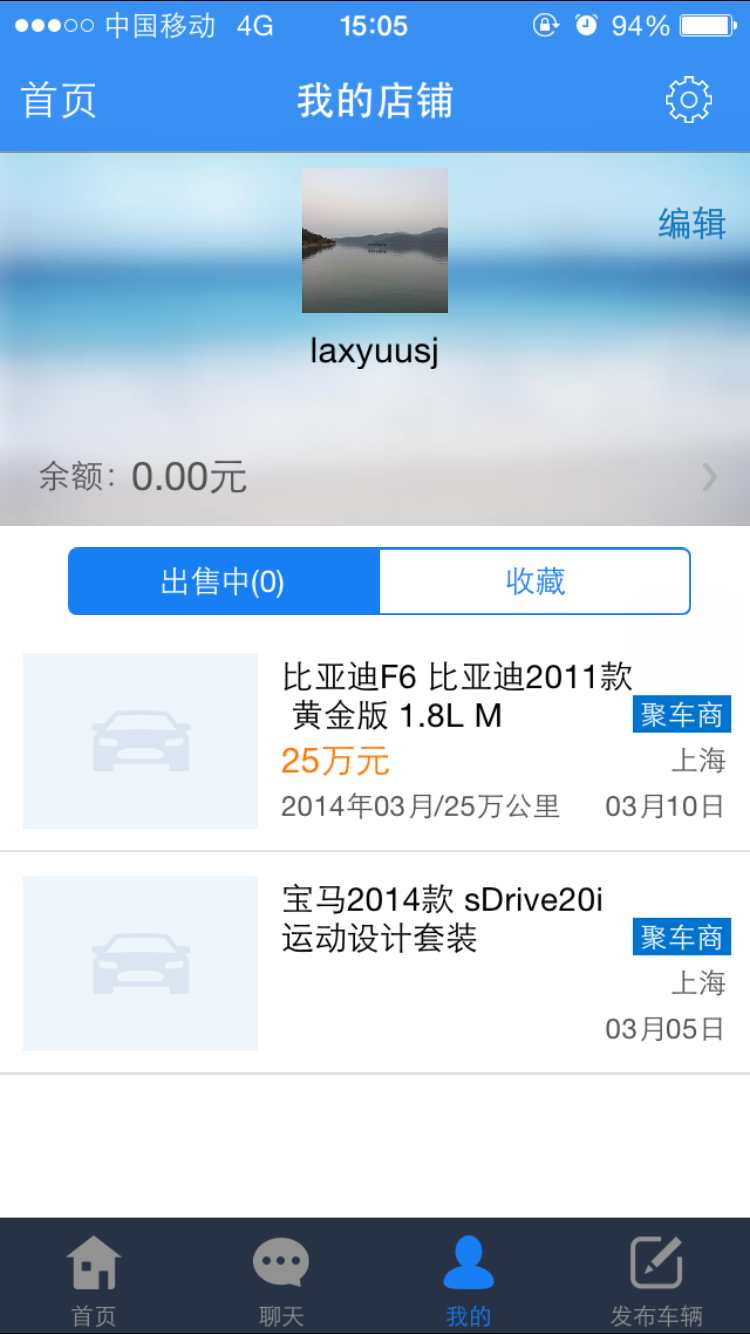 中国移动 4G 15:05 94%
首页 我的店铺
编辑
laxyuusj
余额：0.00元
出售中(0) 收藏
比亚迪F6 比亚迪2011款
黄金版 1.8L M 聚车商
25万元 上海
2014年03月/25万公里 03月10日
宝马2014款 sDrive20i
运动设计套装 聚车商
上海
03月05日
首页 聊天 我的 发布车辆